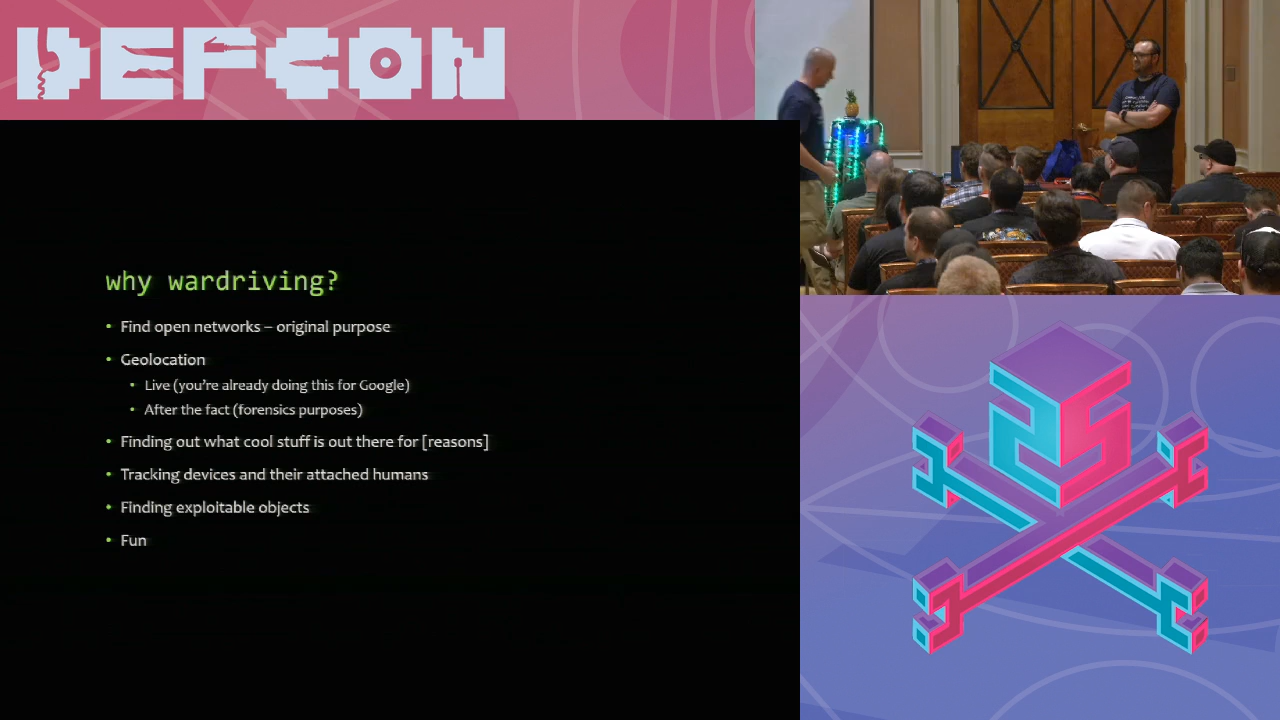 DEFCON
why wardriving?
• Find open networks – original purpose
• Geolocation
• Live (you're already doing this for Google)
• After the fact (forensics purposes)
• Finding out what cool stuff is out there for [reasons]
• Tracking devices and their attached humans
• Finding exploitable objects
• Fun